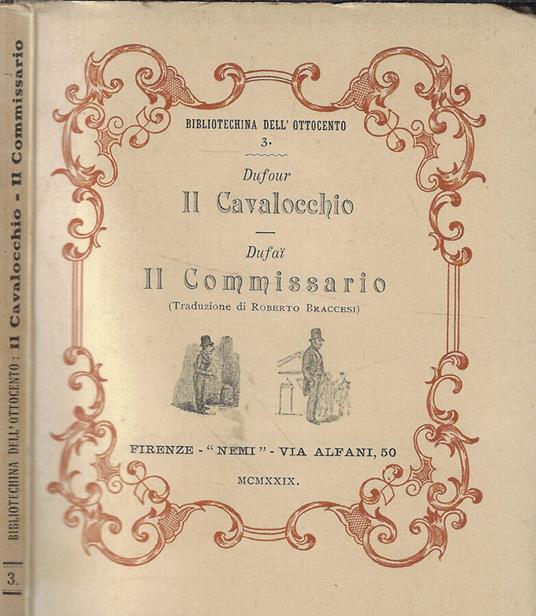 BIBLIOTECHINA DELL'OTTOCENTO : Il Cavalocchio - Il Commissario
3.
BIBLIOTECHINA DELL' OTTOCENTO
3.
Dufour
Il Cavalocchio
Dufaï
Il Commissario
(Traduzione di ROBERTO BRACCESI)
FIRENZE - "NEMI" - VIA ALFANI, 50
MCMXXIX.